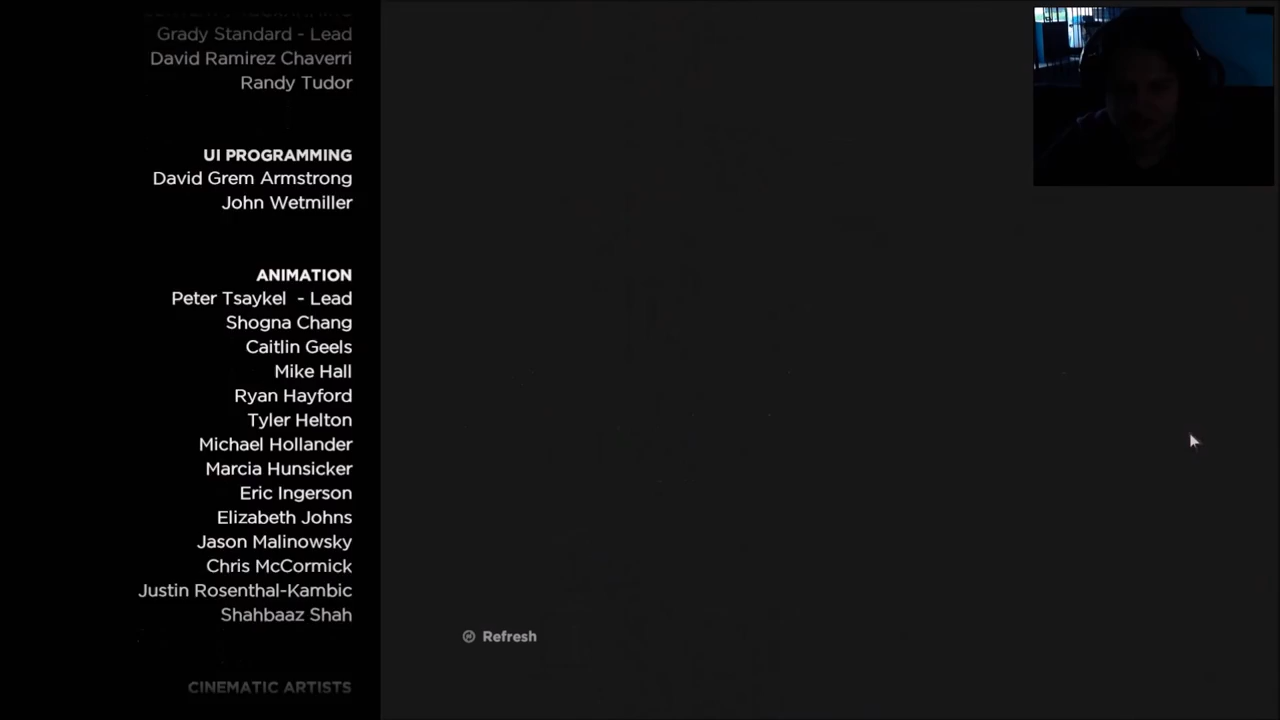 Grady Standard - Lead
David Ramirez Chaverri
Randy Tudor
UI PROGRAMMING
David Grem Armstrong
John Wetmiller
ANIMATION
Peter Tsaykel - Lead
Shogna Chang
Caitlin Geels
Mike Hall
Ryan Hayford
Tyler Helton
Michael Hollander
Marcia Hunsicker
Eric Ingerson
Elizabeth Johns
Jason Malinowsky
Chris McCormick
Justin Rosenthal-Kambic
Shahbaaz Shah
Refresh
CINEMATIC ARTISTS